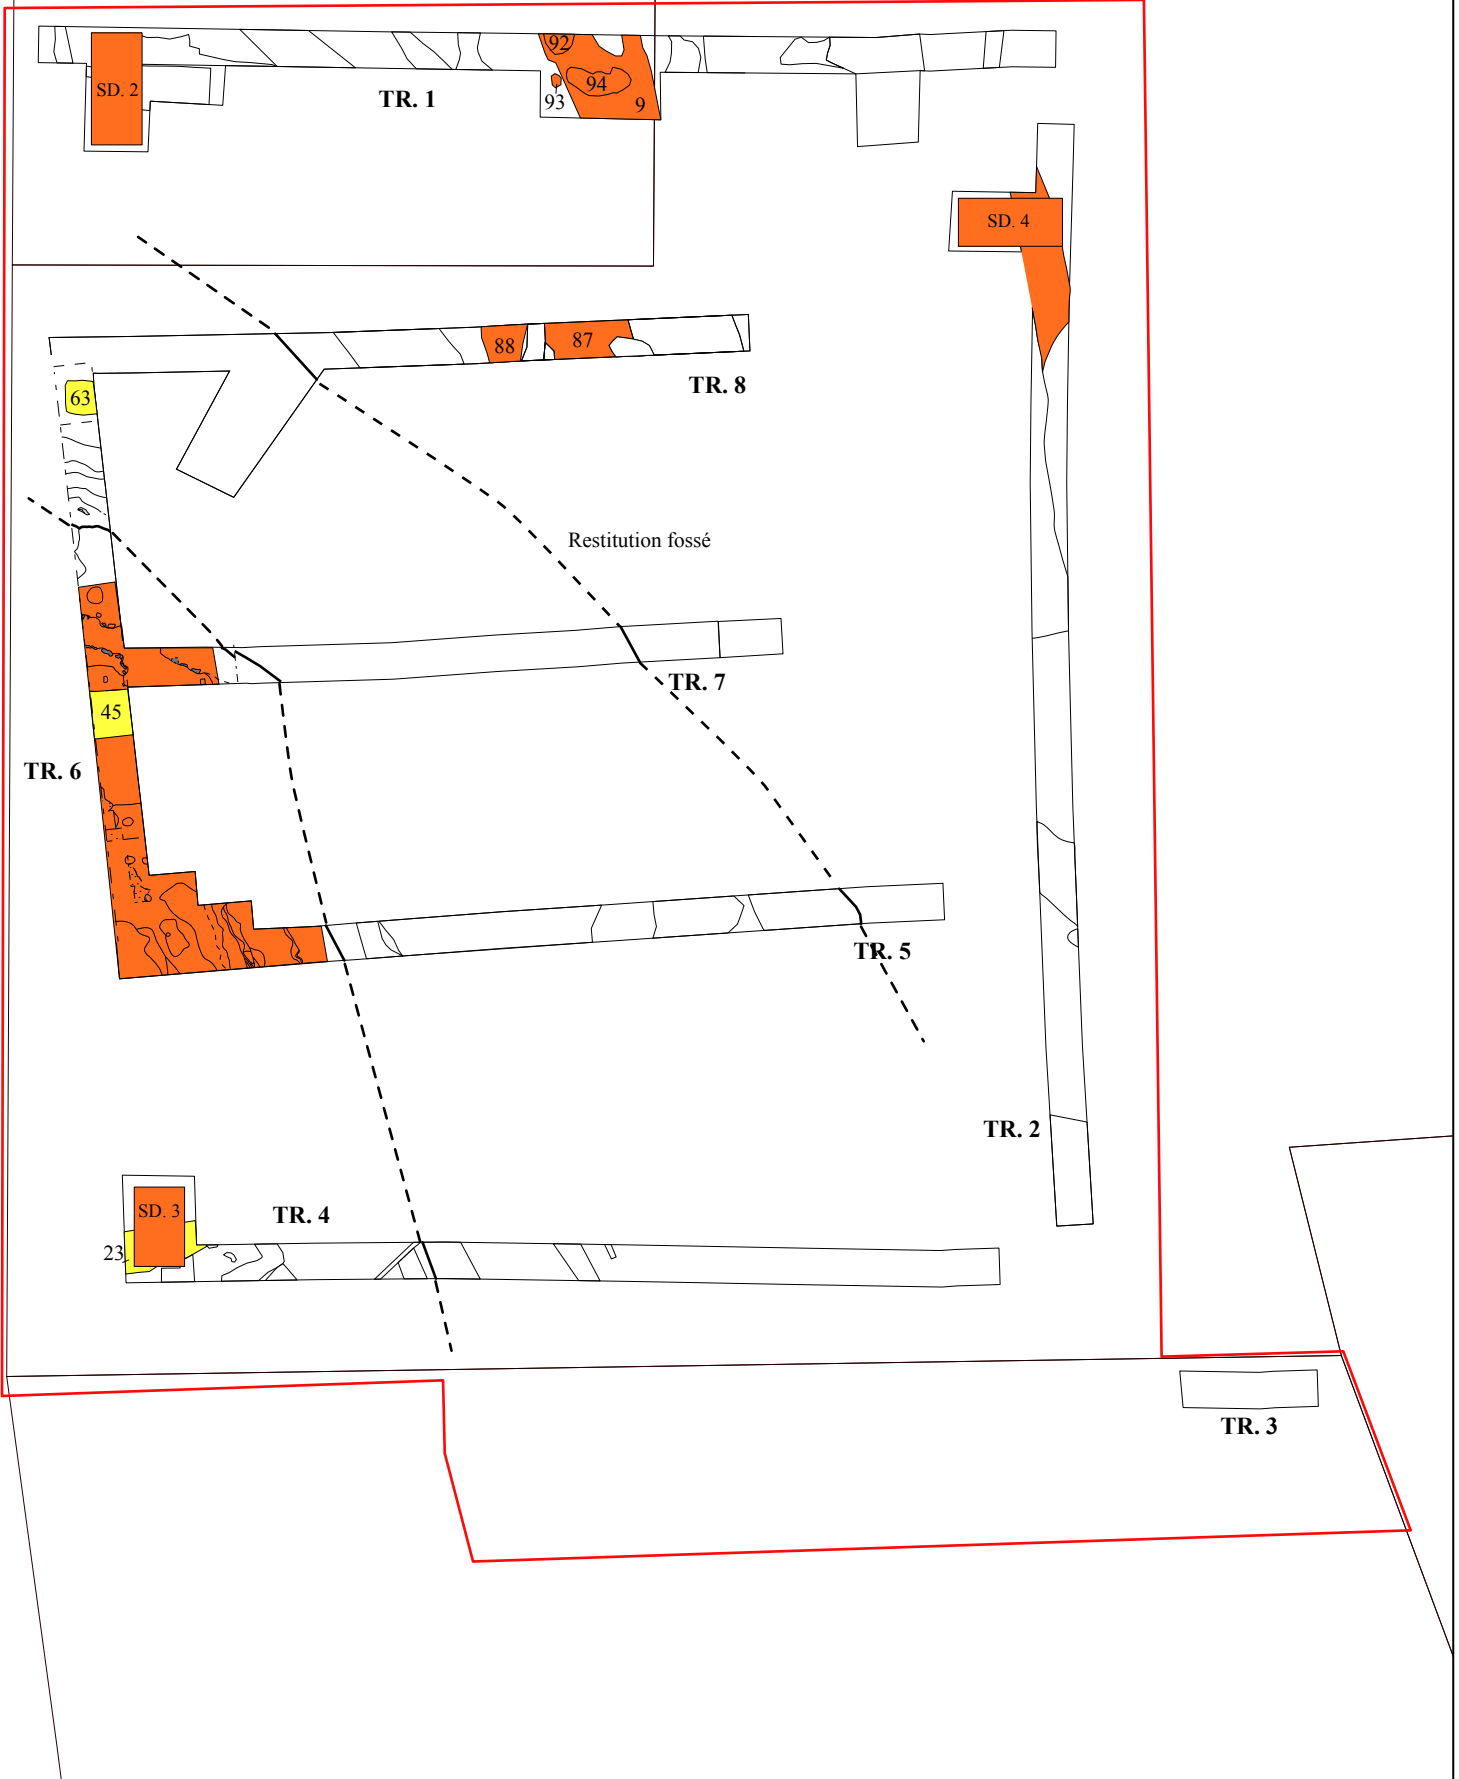 92
SD. 2
94
TR. 1
93
9
SD. 4
88
87
TR. 8
63
Restitution fossé
TR. 7
45
TR. 6
TR. 5
TR. 2
SD. 3
TR. 4
23
TR. 3